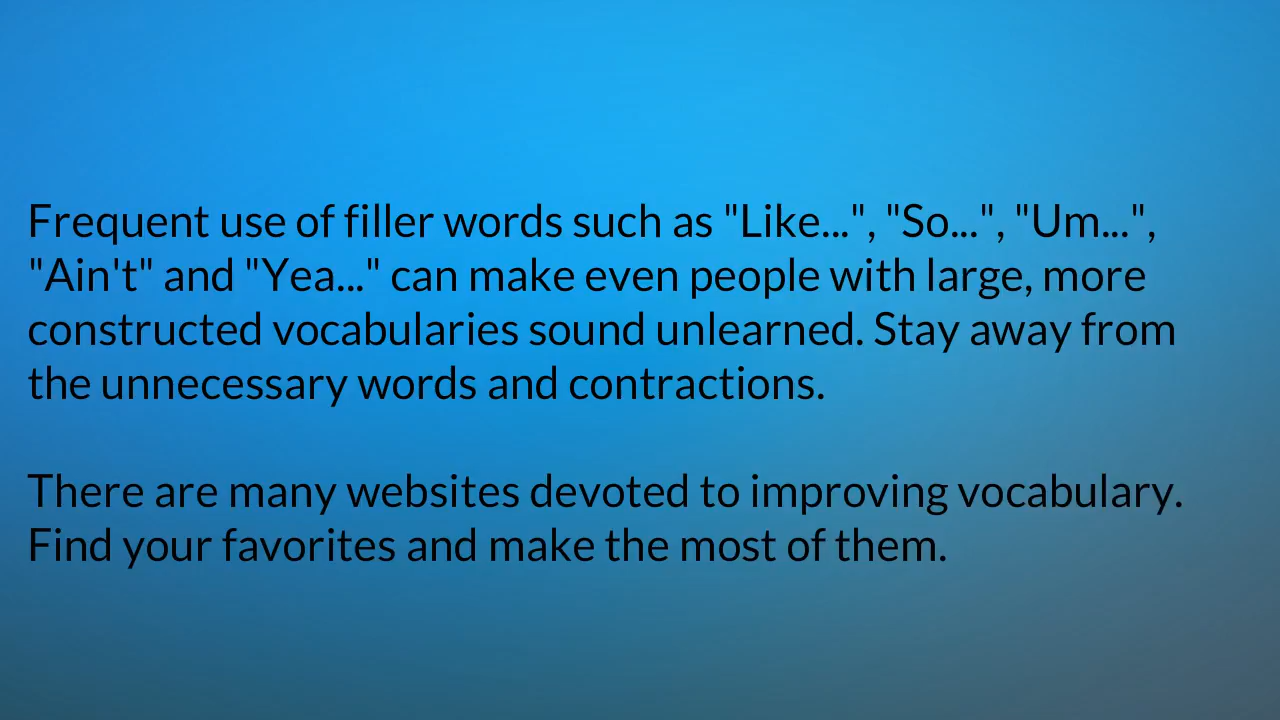 Frequent use of filler words such as "Like...", "So...", "Um...",
"Ain't" and "Yea..." can make even people with large, more
constructed vocabularies sound unlearned. Stay away from
the unnecessary words and contractions.
There are many websites devoted to improving vocabulary.
Find your favorites and make the most of them.